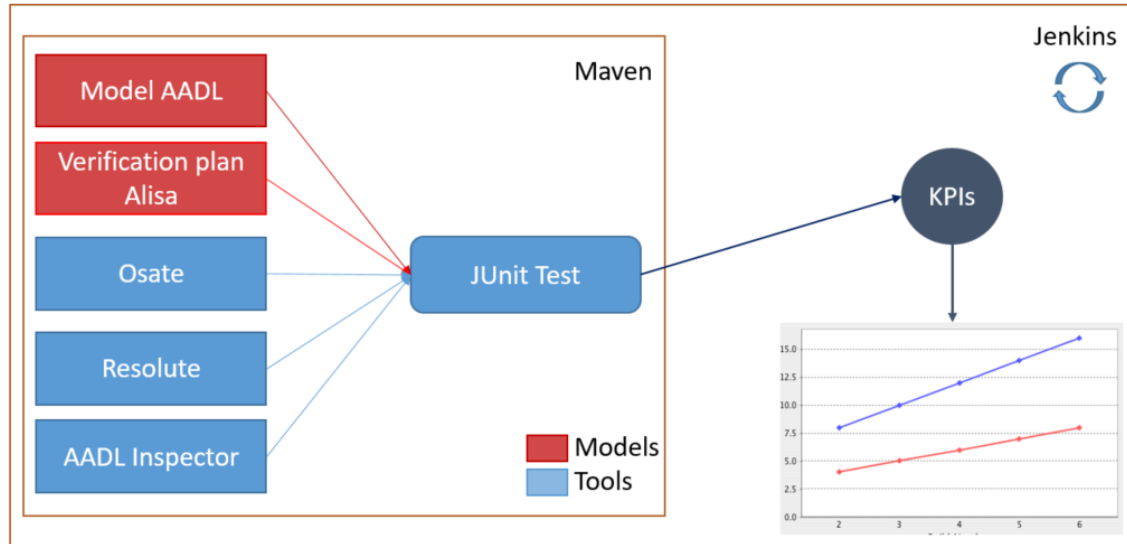 Jenkins
Maven
Model AADL
Verification plan
Alisa
Osate
Resolute
AADL Inspector
JUnit Test
Models
Tools
KPIs
15.0
12.5
10.0
7.5
5.0
2.5
0.0
2 3 4 5 6